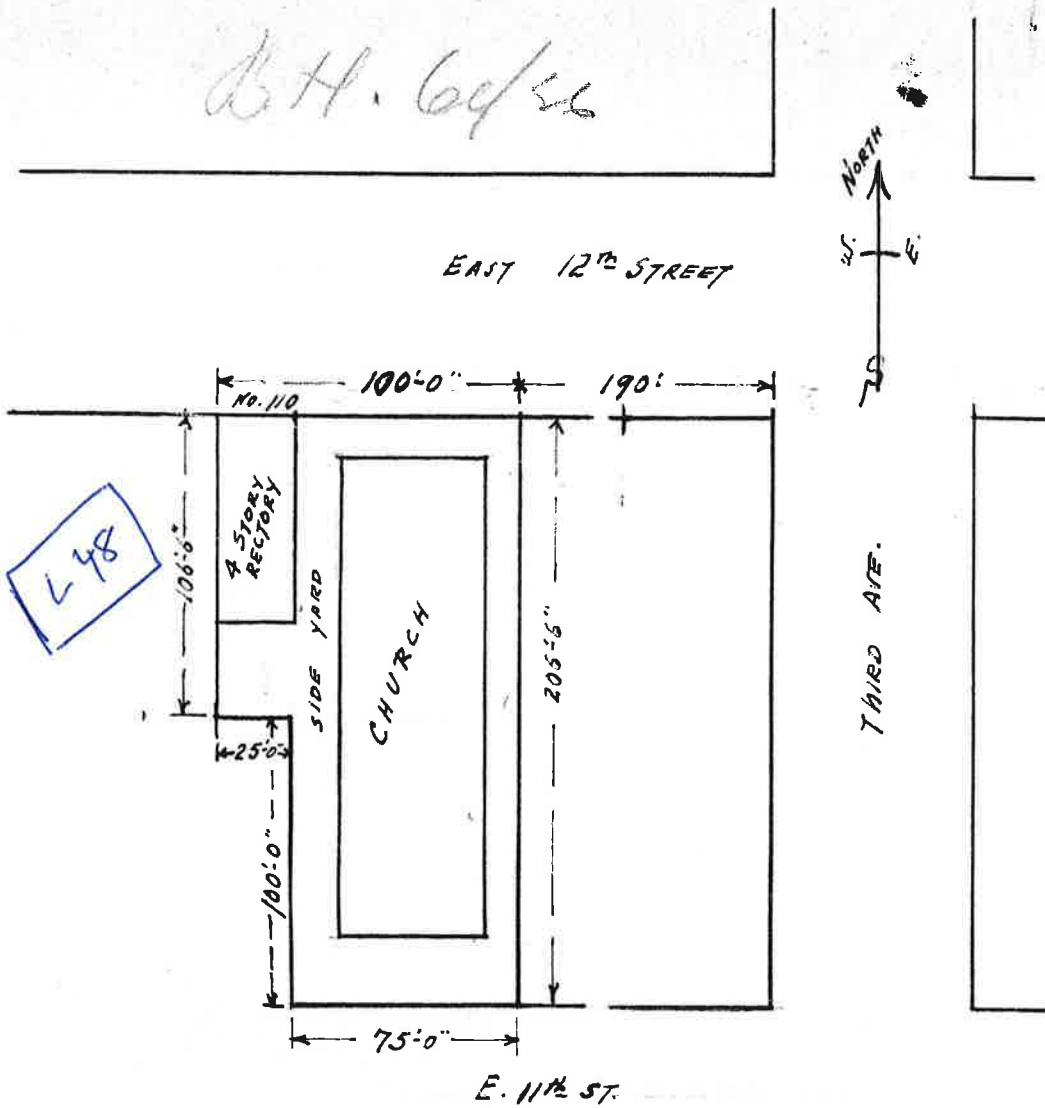 B.H. 64/56
NORTH
EAST 12TH STREET
W. E.
S
100'-0" 190'
No. 110
4 STORY
RECTORY
106'-6"
L 48
SIDE YARD
CHURCH
205'-6"
THIRD AVE.
25'-0"
100'-0"
75'-0"
E. 11TH ST.